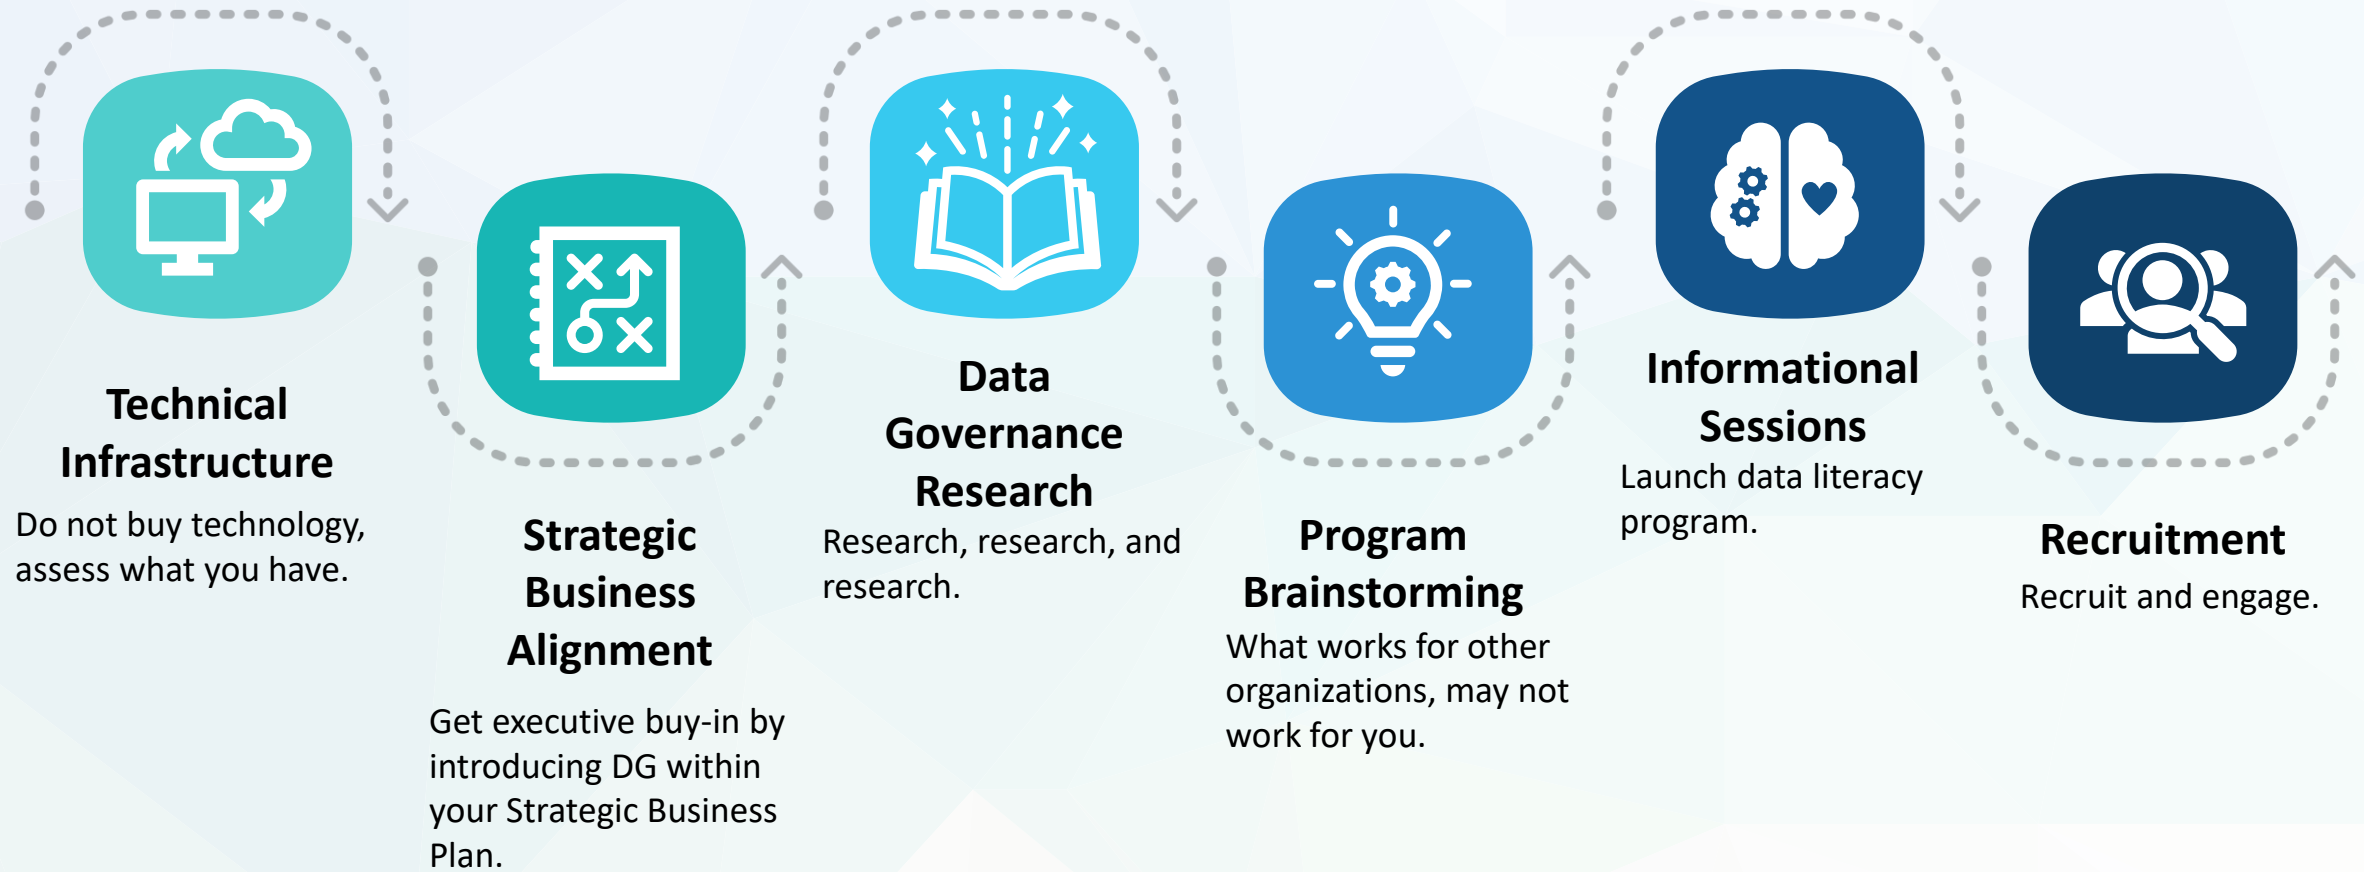 Technical
Infrastructure
Do not buy technology,
assess what you have.
Strategic
Business
Alignment
Get executive buy-in by
introducing DG within
your Strategic Business
Plan.
Data
Governance
Research
Research, research, and
research.
Program
Brainstorming
What works for other
organizations, may not
work for you.
Informational
Sessions
Launch data literacy
program.
Recruitment
Recruit and engage.